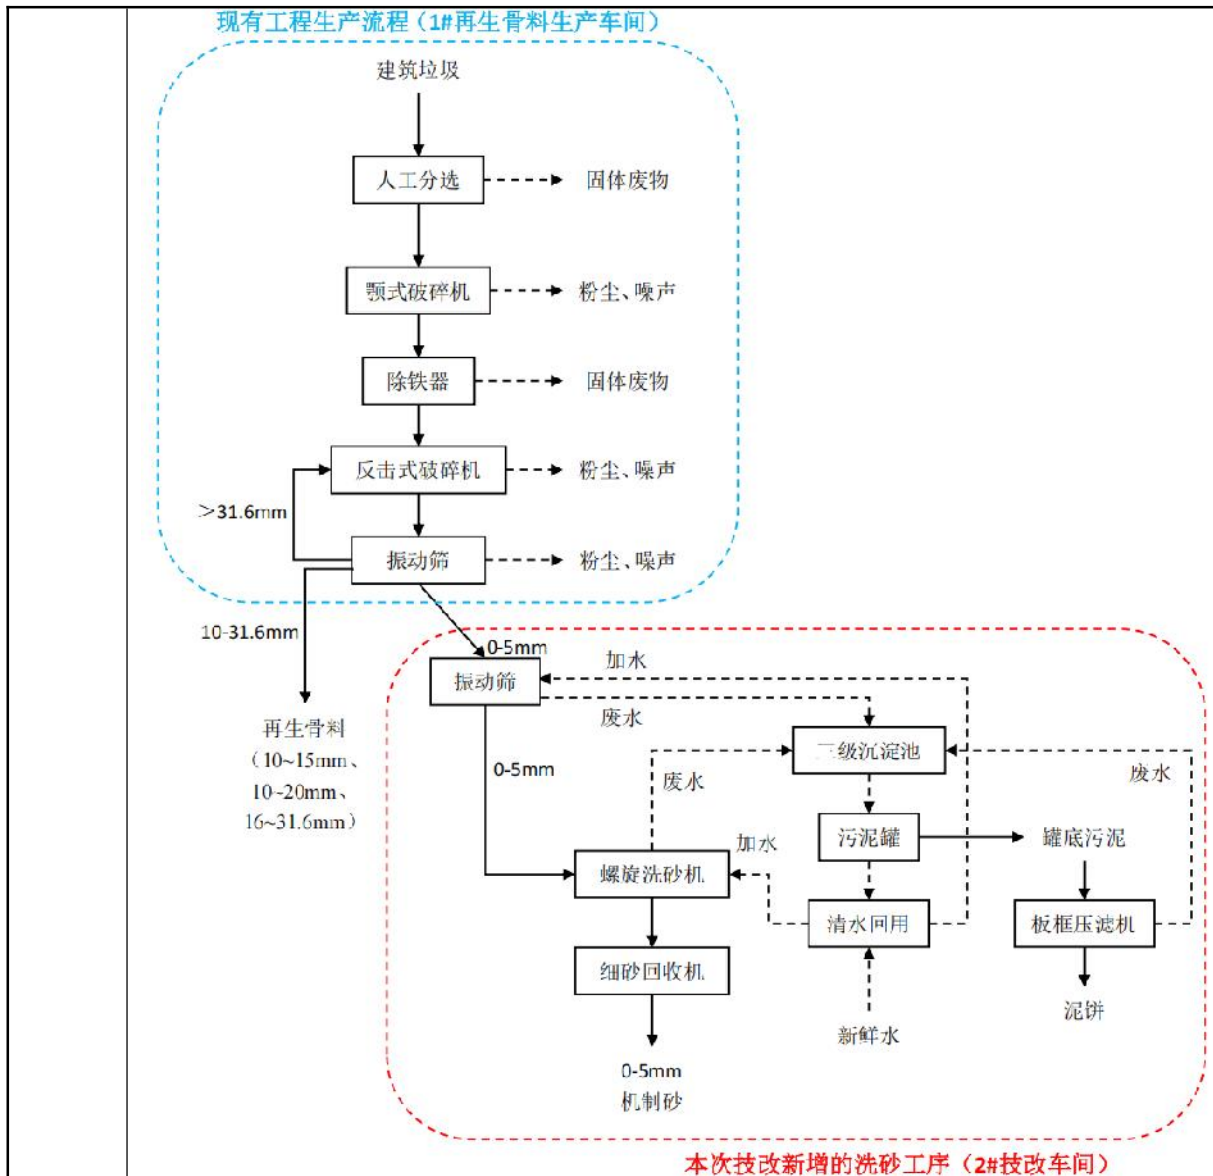 现有工程生产流程（1#再生骨料生产车间）
建筑垃圾
人工分选
固体废物
颚式破碎机
粉尘、噪声
除铁器
固体废物
反击式破碎机
粉尘、噪声
＞31.6mm
振动筛
粉尘、噪声
10-31.6mm
0-5mm
振动筛
加水
废水
再生骨料
（10~15mm、
10~20mm、
16~31.6mm）
三级沉淀池
0-5mm
废水
废水
污泥罐
罐底污泥
加水
螺旋洗砂机
清水回用
板框压滤机
细砂回收机
泥饼
新鲜水
0-5mm
机制砂
本次技改新增的洗砂工序（2#技改车间）